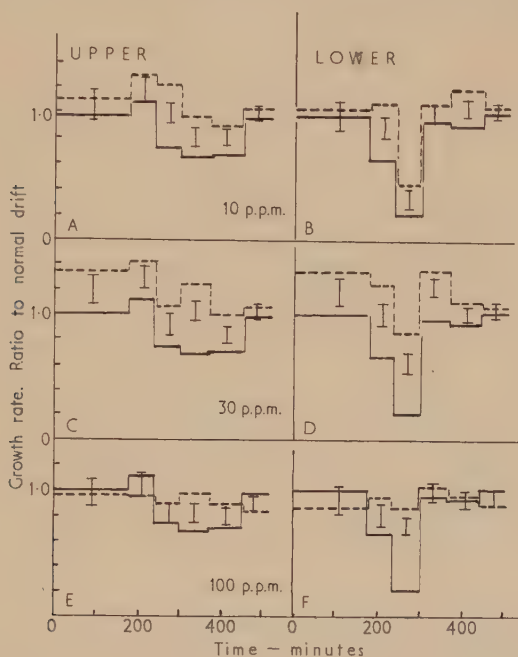 UPPER
LOWER
1·0
10 p.p.m.
A
B
0
1·0
30 p.p.m.
C
D
0
1·0
100 p.p.m.
E
F
0 200 400 0 200 400
Time — minutes
Growth rate. Ratio to normal drift